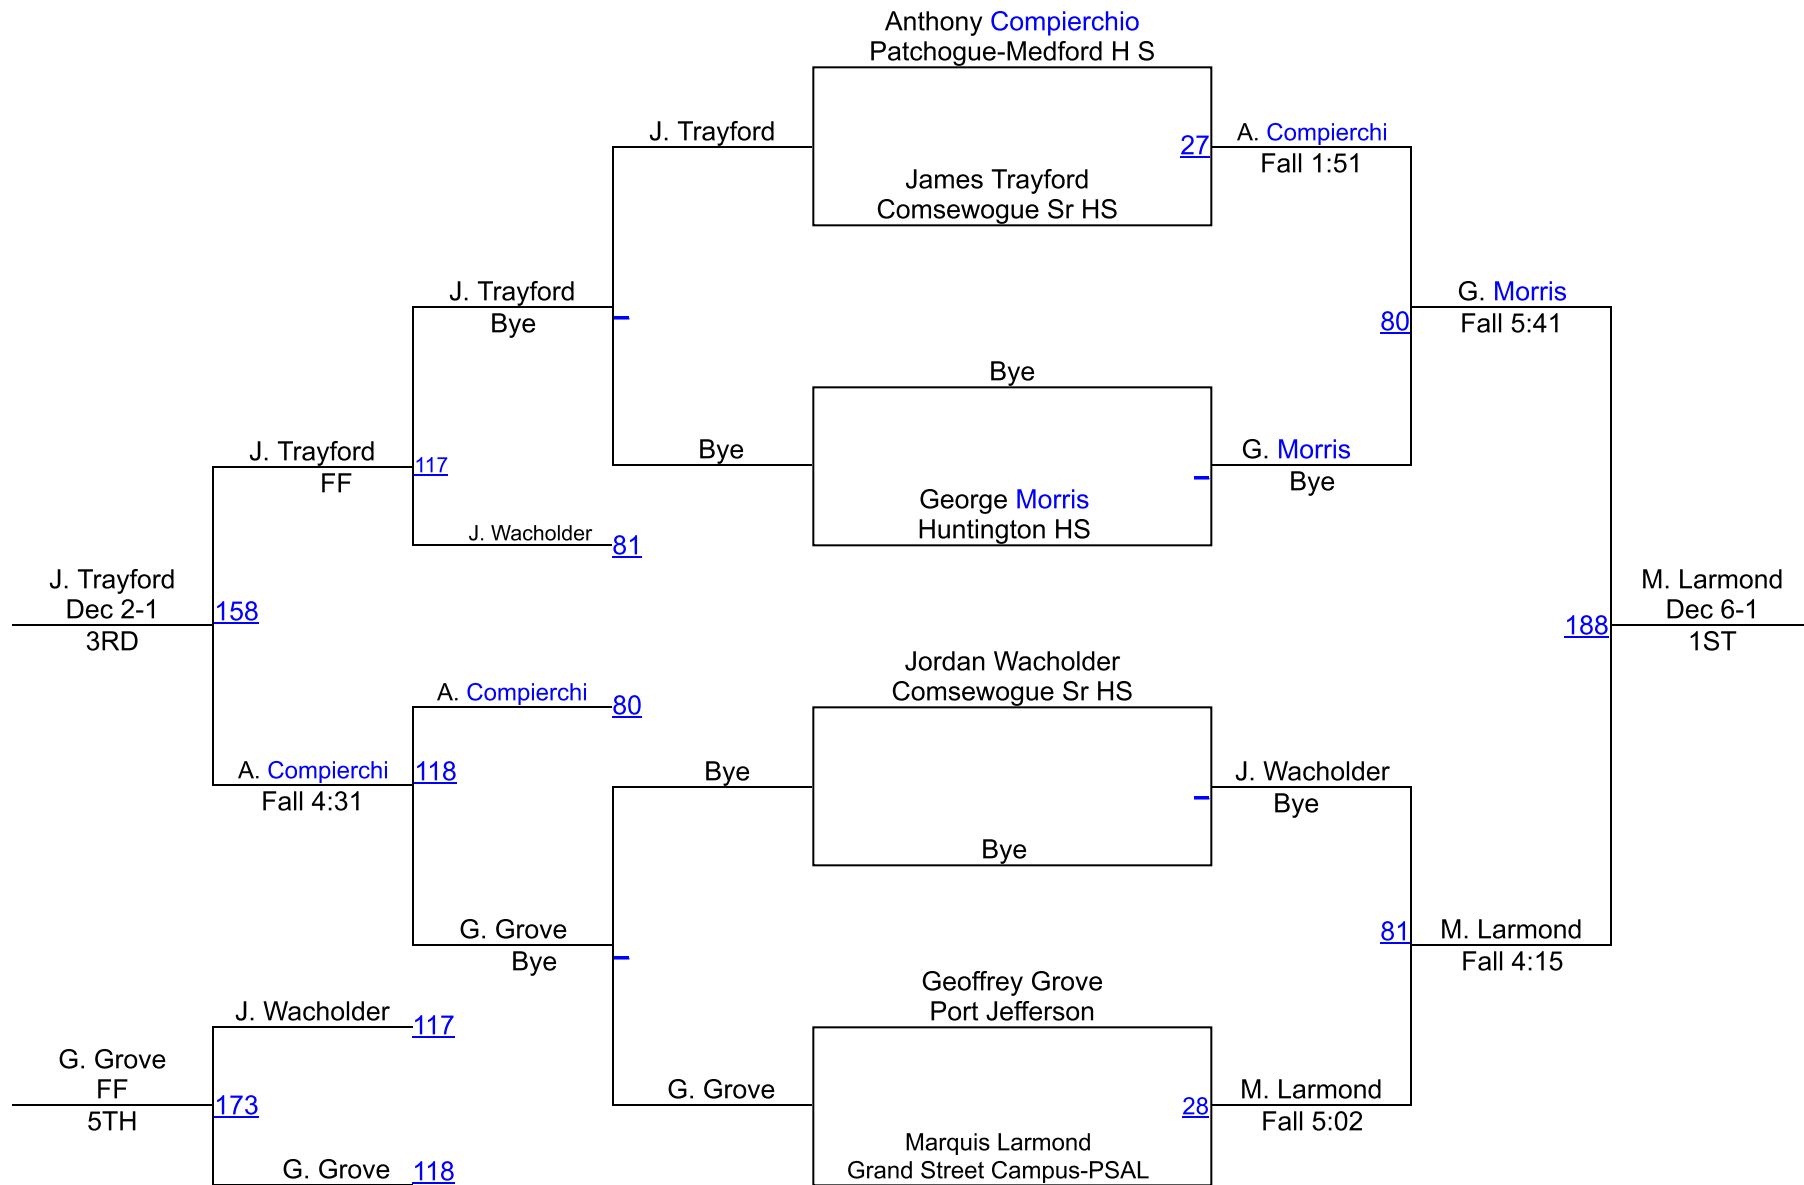 Anthony Compierchio
Patchogue-Medford H S
J. Trayford
27
A. Compierchi
Fall 1:51
James Trayford
Comsewogue Sr HS
J. Trayford
Bye
G. Morris
80
Fall 5:41
Bye
J. Trayford
FF
117
Bye
G. Morris
Bye
George Morris
Huntington HS
J. Wacholder
81
J. Trayford
Dec 2-1
158
3RD
M. Larmond
Dec 6-1
188
1ST
Jordan Wacholder
Comsewogue Sr HS
A. Compierchi
80
A. Compierchi
118
Fall 4:31
Bye
J. Wacholder
Bye
Bye
G. Grove
Bye
81
M. Larmond
Fall 4:15
Geoffrey Grove
Port Jefferson
J. Wacholder
117
G. Grove
FF
173
5TH
G. Grove
28
M. Larmond
Fall 5:02
Marquis Larmond
Grand Street Campus-PSAL
G. Grove
118